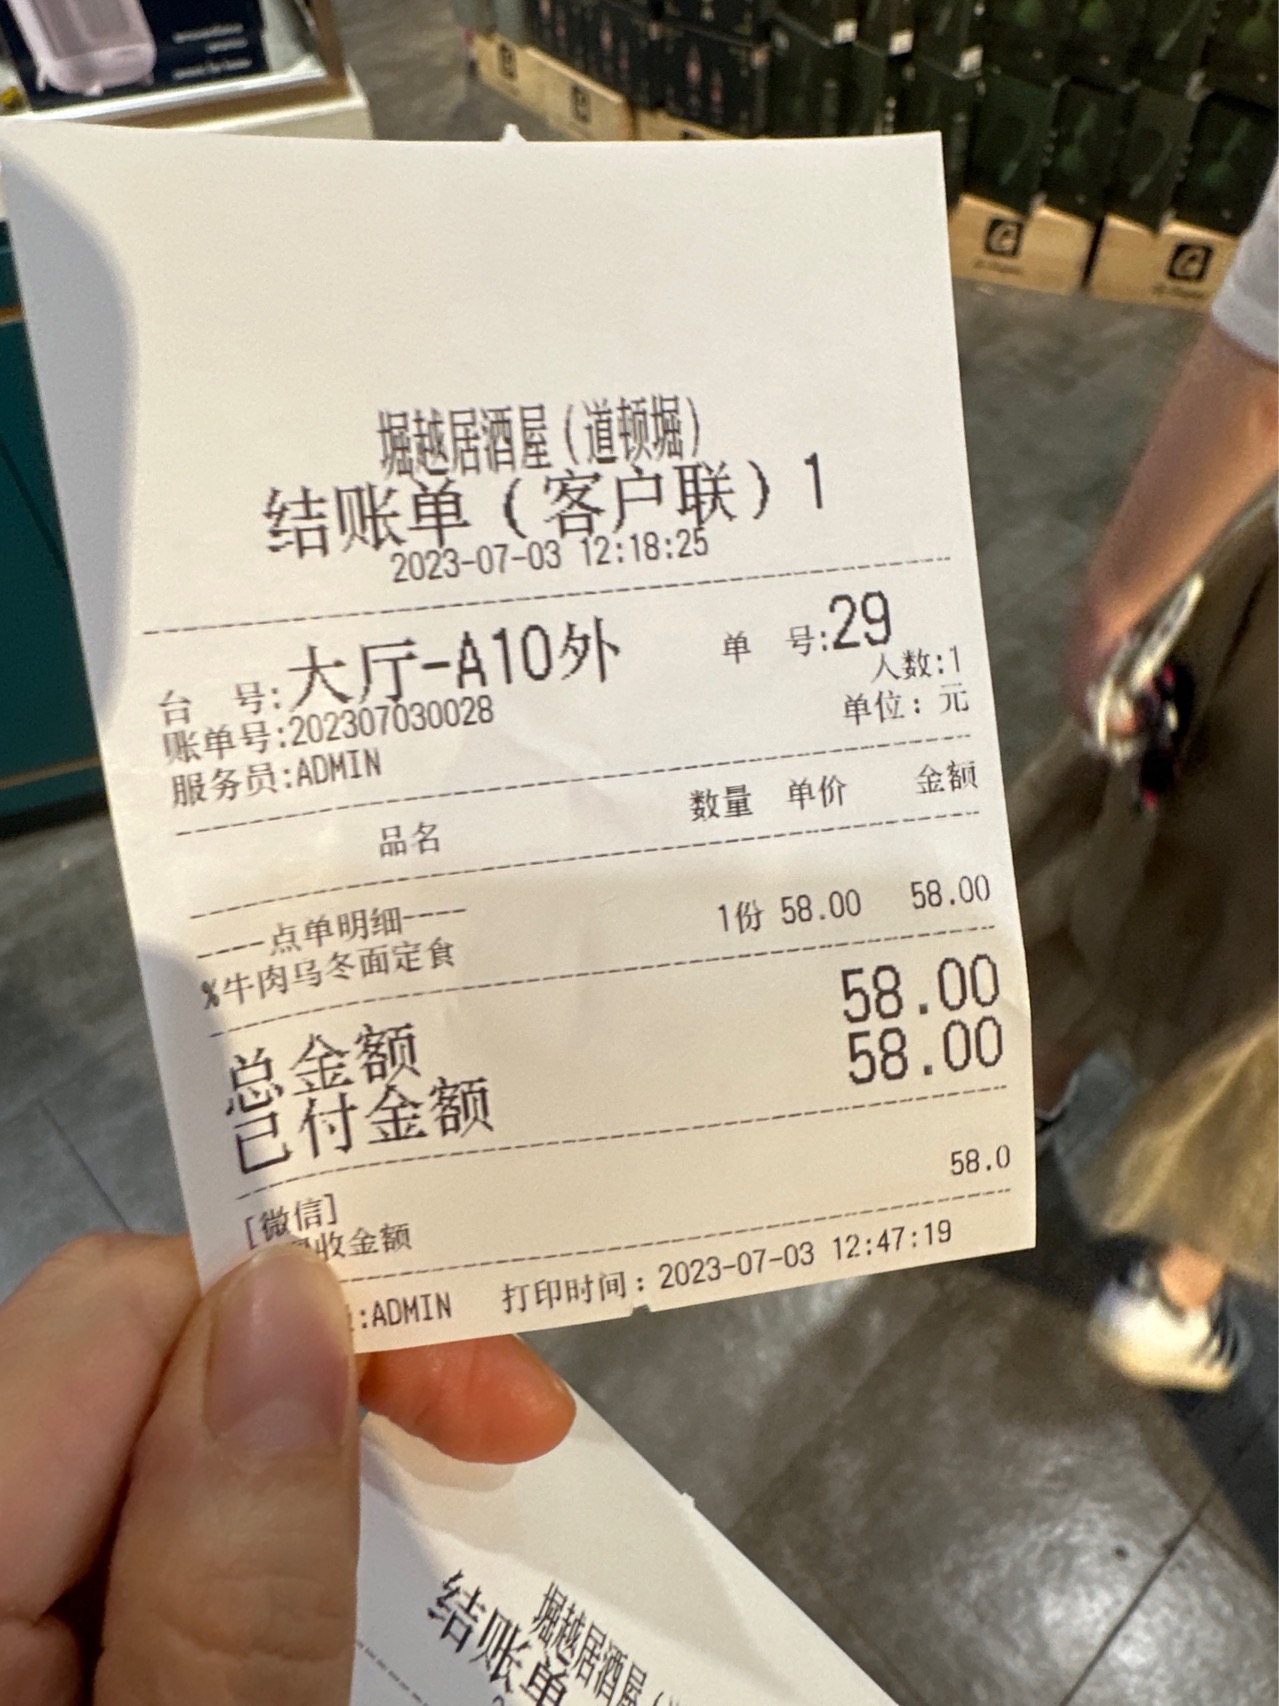 堀越居酒屋（道顿堀）
结账单（客户联）1
2023-07-03 12:18:25
台 号:大厅-A10外 单 号:29
账单号:202307030028 人数:1
服务员:ADMIN 单位：元
品名 数量 单价 金额
----点单明细----
%牛肉乌冬面定食 1份 58.00 58.00
总金额 58.00
已付金额 58.00
[微信] 58.0
收金额
:ADMIN 打印时间：2023-07-03 12:47:19
堀越居酒屋（
结账单